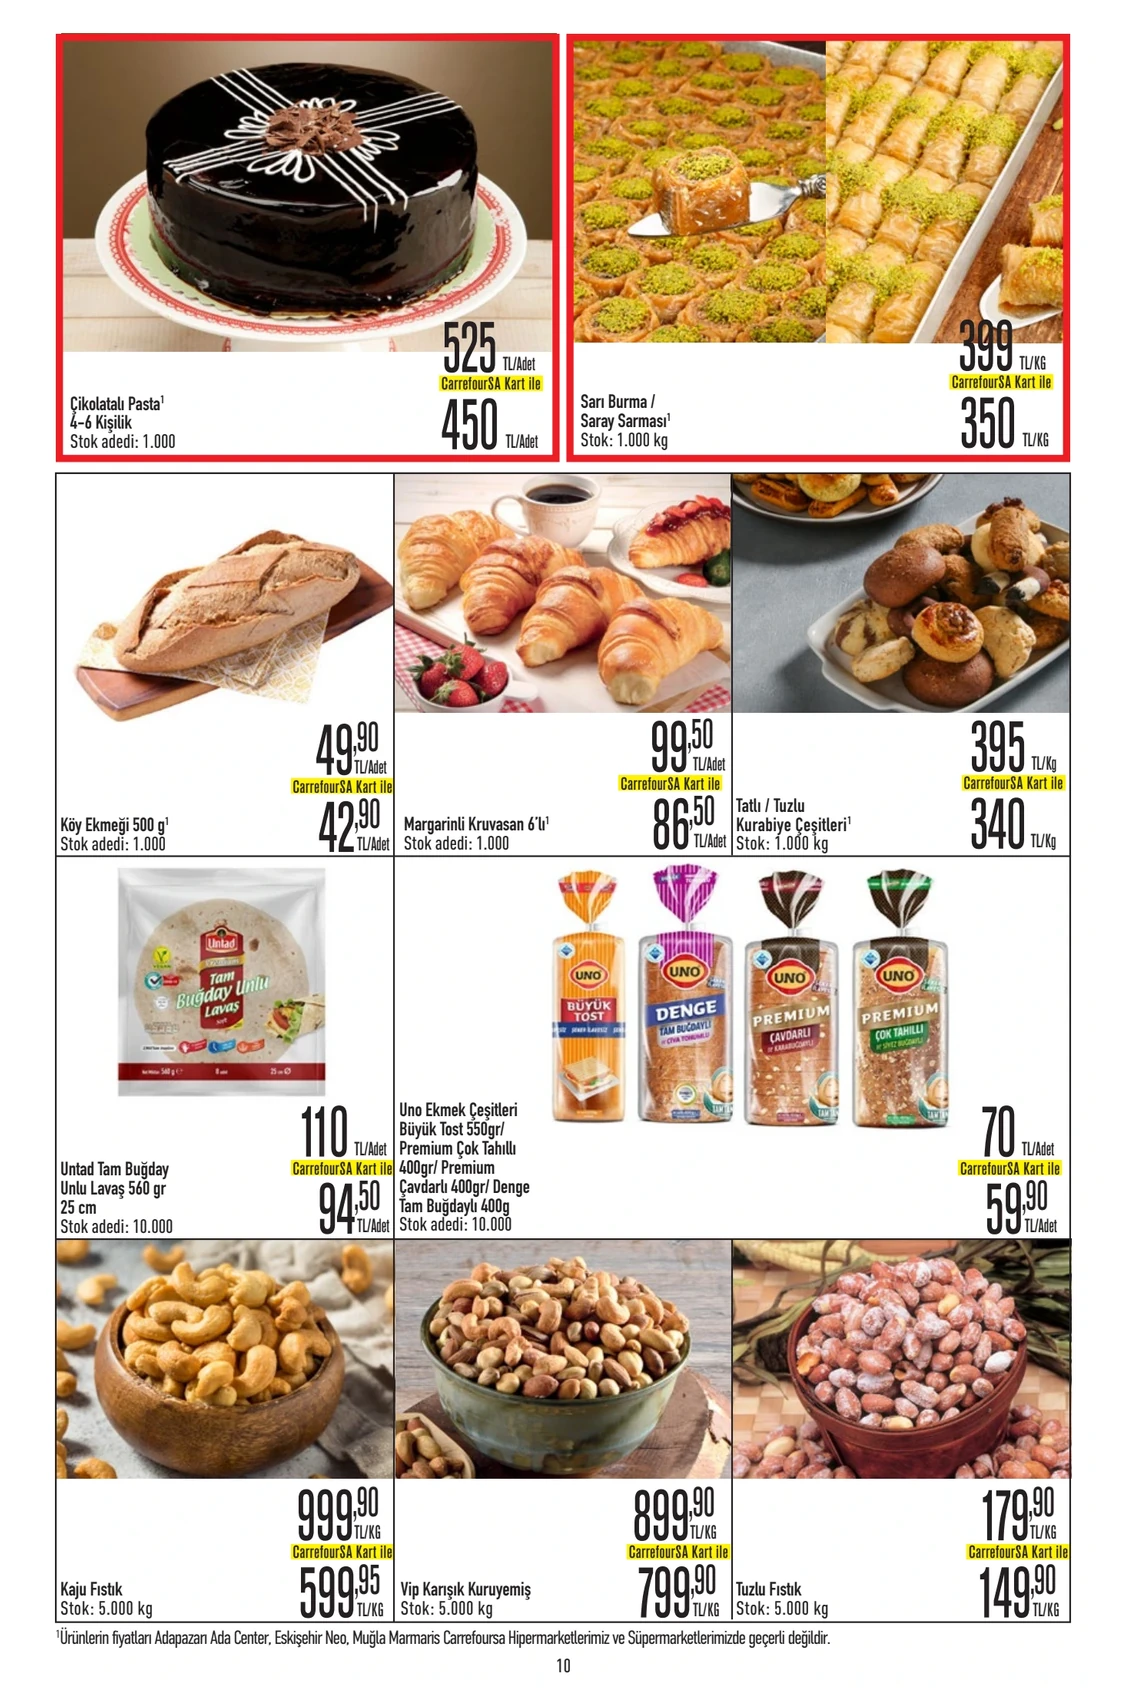 525 TL/Adet
CarrefourSA Kart ile
450 TL/Adet
Çikolatalı Pasta¹
4-6 Kişilik
Stok adedi: 1.000
399 TL/KG
CarrefourSA Kart ile
350 TL/KG
Sarı Burma /
Saray Sarması¹
Stok: 1.000 kg
49,90 TL/Adet
CarrefourSA Kart ile
42,90 TL/Adet
Köy Ekmeği 500 g¹
Stok adedi: 1.000
99,50 TL/Adet
CarrefourSA Kart ile
86,50 TL/Adet
Margarinli Kruvasan 6'lı¹
Stok adedi: 1.000
395 TL/Kg
CarrefourSA Kart ile
340 TL/Kg
Tatlı / Tuzlu
Kurabiye Çeşitleri¹
Stok: 1.000 kg
Untad
Tam
Buğday Unlu
Lavaş
560 g
8 adet
25 cm
110 TL/Adet
CarrefourSA Kart ile
94,50 TL/Adet
Untad Tam Buğday
Unlu Lavaş 560 gr
25 cm
Stok adedi: 10.000
UNO
BÜYÜK
TOST
UNO
DENGE
TAM BUĞDAYLI
UNO
PREMIUM
ÇAVDARLI
UNO
PREMIUM
ÇOK TAHILLI
Uno Ekmek Çeşitleri
Büyük Tost 550gr/
Premium Çok Tahıllı
400gr/ Premium
Çavdarlı 400gr/ Denge
Tam Buğdaylı 400g
Stok adedi: 10.000
70 TL/Adet
CarrefourSA Kart ile
59,90 TL/Adet
999,90 TL/KG
CarrefourSA Kart ile
599,95 TL/KG
Kaju Fıstık
Stok: 5.000 kg
899,90 TL/KG
CarrefourSA Kart ile
799,90 TL/KG
Vip Karışık Kuruyemiş
Stok: 5.000 kg
179,90 TL/KG
CarrefourSA Kart ile
149,90 TL/KG
Tuzlu Fıstık
Stok: 5.000 kg
¹Ürünlerin fiyatları Adapazarı Ada Center, Eskişehir Neo, Muğla Marmaris Carrefoursa Hipermarketlerimiz ve Süpermarketlerimizde geçerli değildir.
10